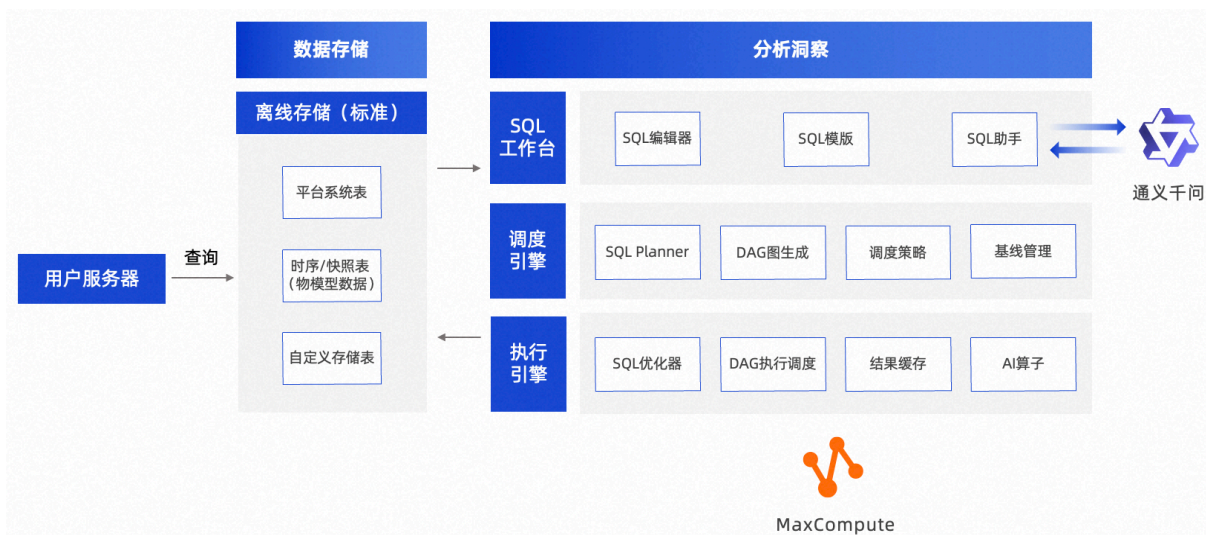 数据存储
分析洞察
离线存储（标准）
平台系统表
时序/快照表
（物模型数据）
自定义存储表
用户服务器
查询
SQL
工作台
SQL编辑器
SQL模版
SQL助手
通义千问
调度
引擎
SQL Planner
DAG图生成
调度策略
基线管理
执行
引擎
SQL优化器
DAG执行调度
结果缓存
AI算子
MaxCompute